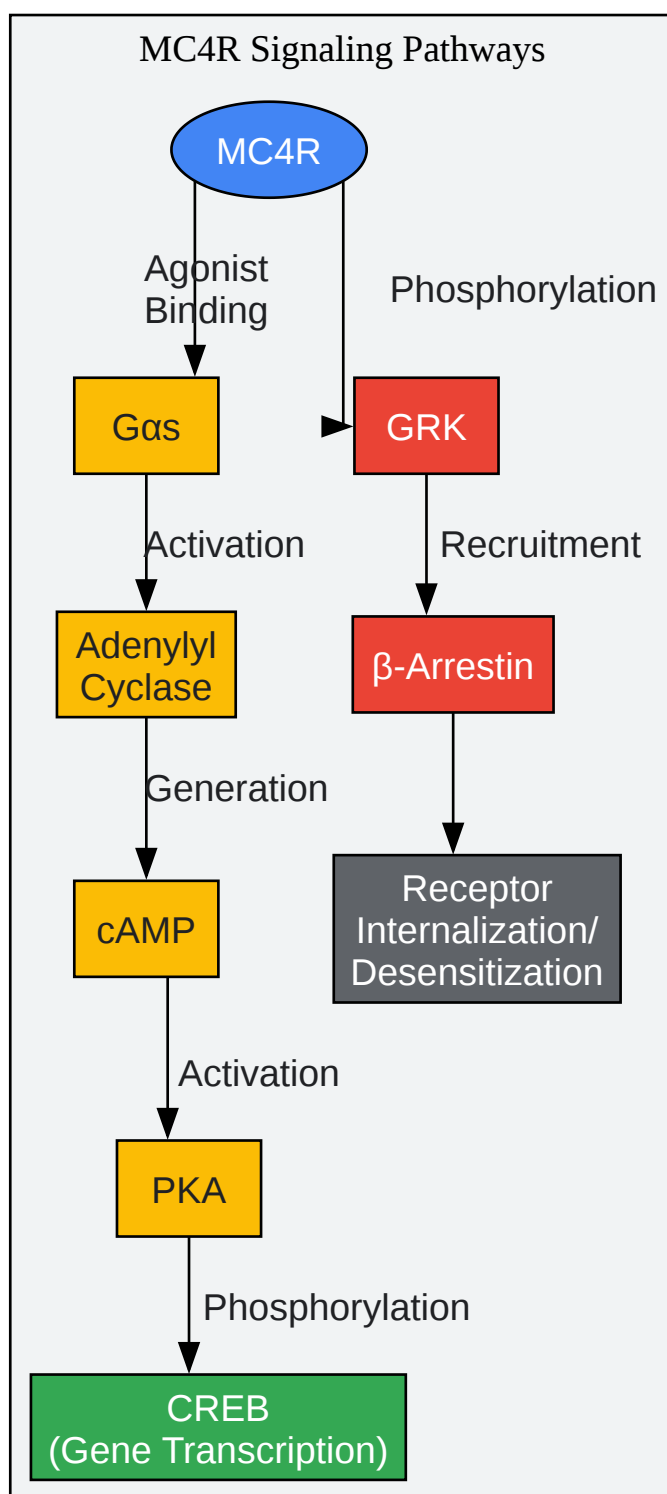 MC4R Signaling Pathways
MC4R
Agonist
Binding
Phosphorylation
Gαs
GRK
Activation
Recruitment
Adenylyl
Cyclase
β-Arrestin
Generation
cAMP
Receptor
Internalization/
Desensitization
Activation
PKA
Phosphorylation
CREB
(Gene Transcription)